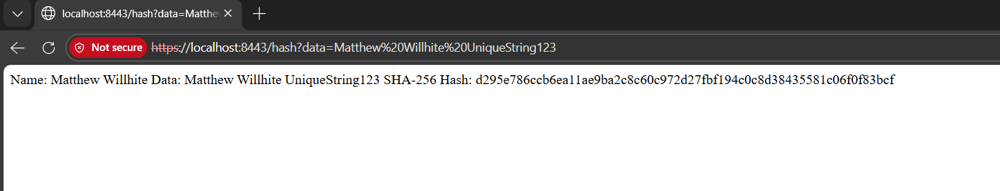 localhost:8443/hash?data=Matthe
Not secure https://localhost:8443/hash?data=Matthew%20Willhite%20UniqueString123
Name: Matthew Willhite Data: Matthew Willhite UniqueString123 SHA-256 Hash: d295e786ccb6ea11ae9ba2c8c60c972d27fbf194c0c8d38435581c06f0f83bcf